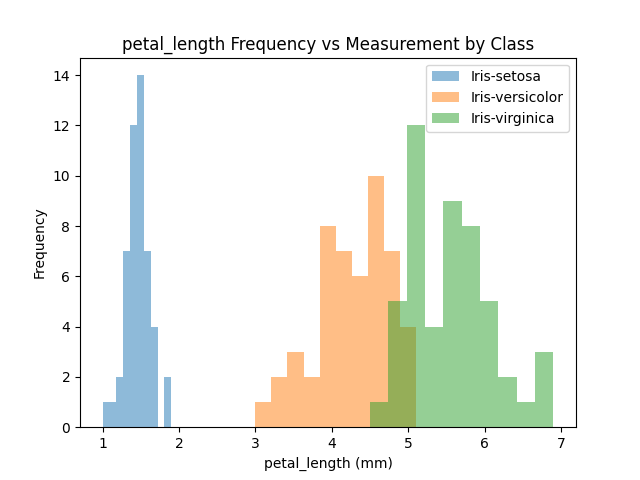 petal_length Frequency vs Measurement by Class
Iris-setosa
Iris-versicolor
Iris-virginica
Frequency
14
12
10
8
6
4
2
0
1 2 3 4 5 6 7
petal_length (mm)